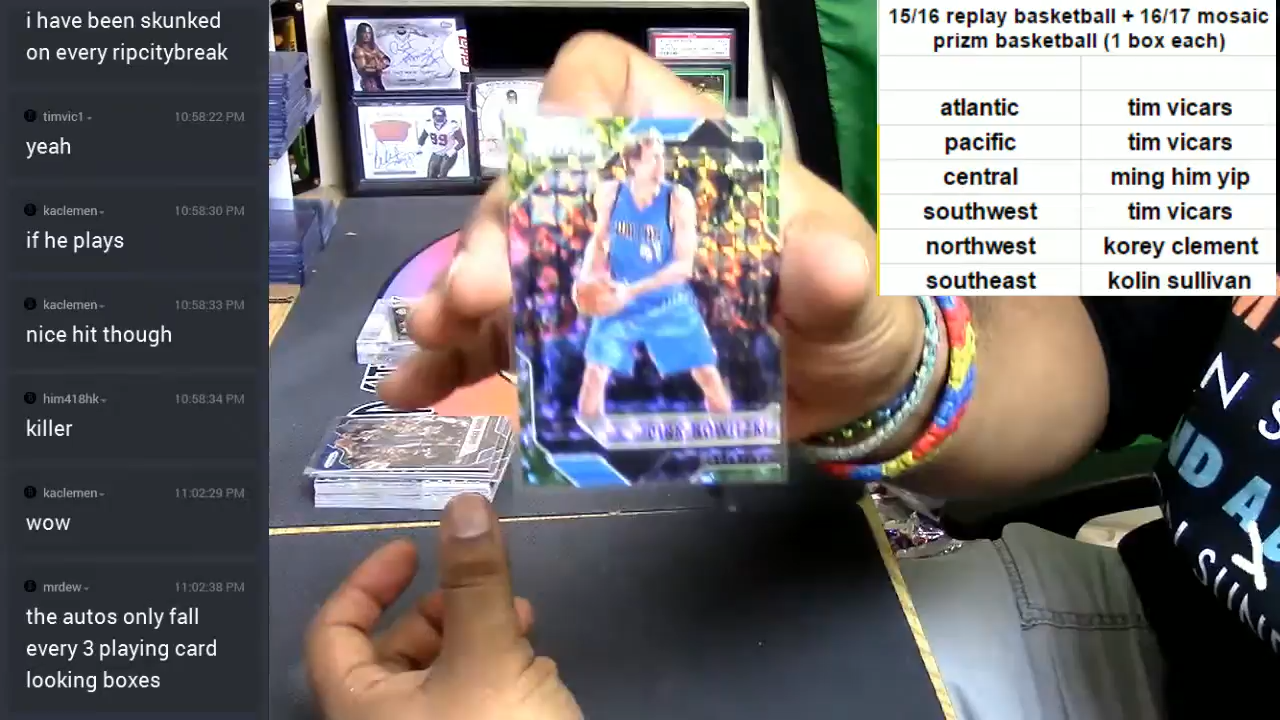 i have been skunked
on every ripcitybreak
timvic1 10:58:22 PM
yeah
kaclemen 10:58:30 PM
if he plays
kaclemen 10:58:33 PM
nice hit though
him418hk 10:58:34 PM
killer
kaclemen 11:02:29 PM
wow
mrdew 11:02:38 PM
the autos only fall
every 3 playing card
looking boxes
15/16 replay basketball + 16/17 mosaic
prizm basketball (1 box each)
atlantic tim vicars
pacific tim vicars
central ming him yip
southwest tim vicars
northwest korey clement
southeast kolin sullivan
DIRK NOWITZKI
41
99